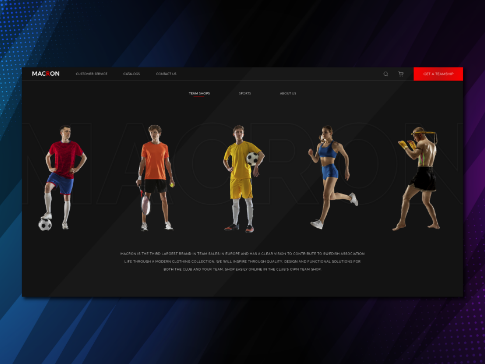 MACRON
CUSTOMER SERVICE
CATALOGS
CONTACT US
GET A TEAMSHOP
TEAM SHOPS
SPORTS
ABOUT US
MACRON
MACRON IS THE THIRD LARGEST BRAND IN TEAM SALES IN EUROPE AND HAS A CLEAR VISION TO CONTRIBUTE TO SWEDISH ASSOCIATION
LIFE THROUGH A MODERN CLOTHING COLLECTION. WE WILL INSPIRE THROUGH QUALITY, DESIGN AND FUNCTIONAL SOLUTIONS FOR
BOTH THE CLUB AND YOUR TEAM. SHOP EASILY ONLINE IN THE CLUB'S OWN TEAM SHOP.